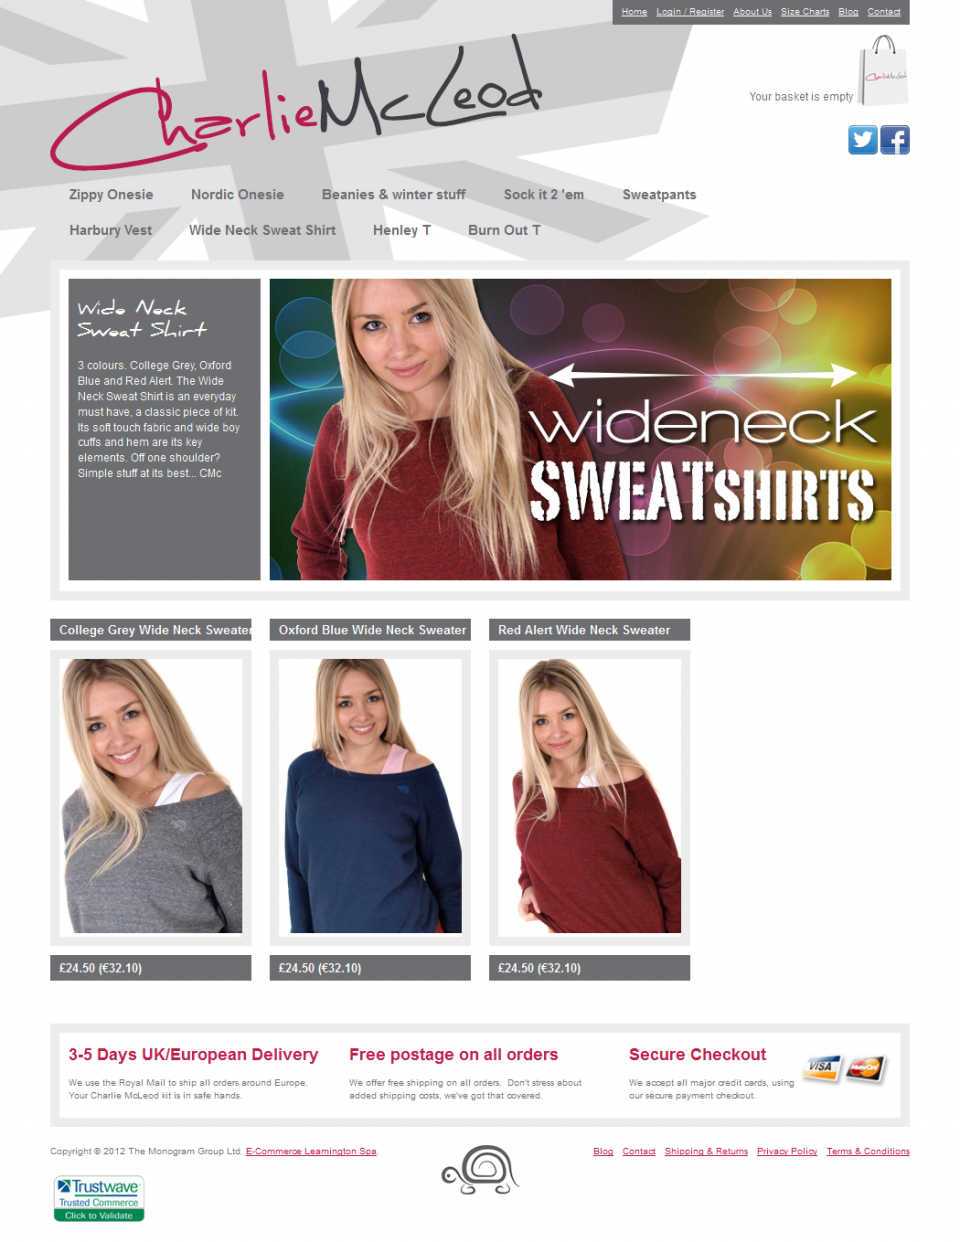 Home Login / Register About Us Size Charts Blog Contact
CharlieMcLeod
Your basket is empty
Zippy Onesie Nordic Onesie Beanies & winter stuff Sock it 2 'em Sweatpants
Harbury Vest Wide Neck Sweat Shirt Henley T Burn Out T
Wide Neck
Sweat Shirt
3 colours. College Grey, Oxford
Blue and Red Alert. The Wide
Neck Sweat Shirt is an everyday
must have, a classic piece of kit.
Its soft touch fabric and wide boy
cuffs and hem are its key
elements. Off one shoulder?
Simple stuff at its best... CMc
wideneck
SWEATSHIRTS
College Grey Wide Neck Sweater Oxford Blue Wide Neck Sweater Red Alert Wide Neck Sweater
£24.50 (€32.10) £24.50 (€32.10) £24.50 (€32.10)
3-5 Days UK/European Delivery
We use the Royal Mail to ship all orders around Europe.
Your Charlie McLeod kit is in safe hands.
Free postage on all orders
We offer free shipping on all orders. Don't stress about
added shipping costs, we've got that covered.
Secure Checkout
We accept all major credit cards, using
our secure payment checkout.
VISA MasterCard
Copyright © 2012 The Monogram Group Ltd. E-Commerce Leamington Spa.
Blog Contact Shipping & Returns Privacy Policy Terms & Conditions
Trustwave
Trusted Commerce
Click to Validate